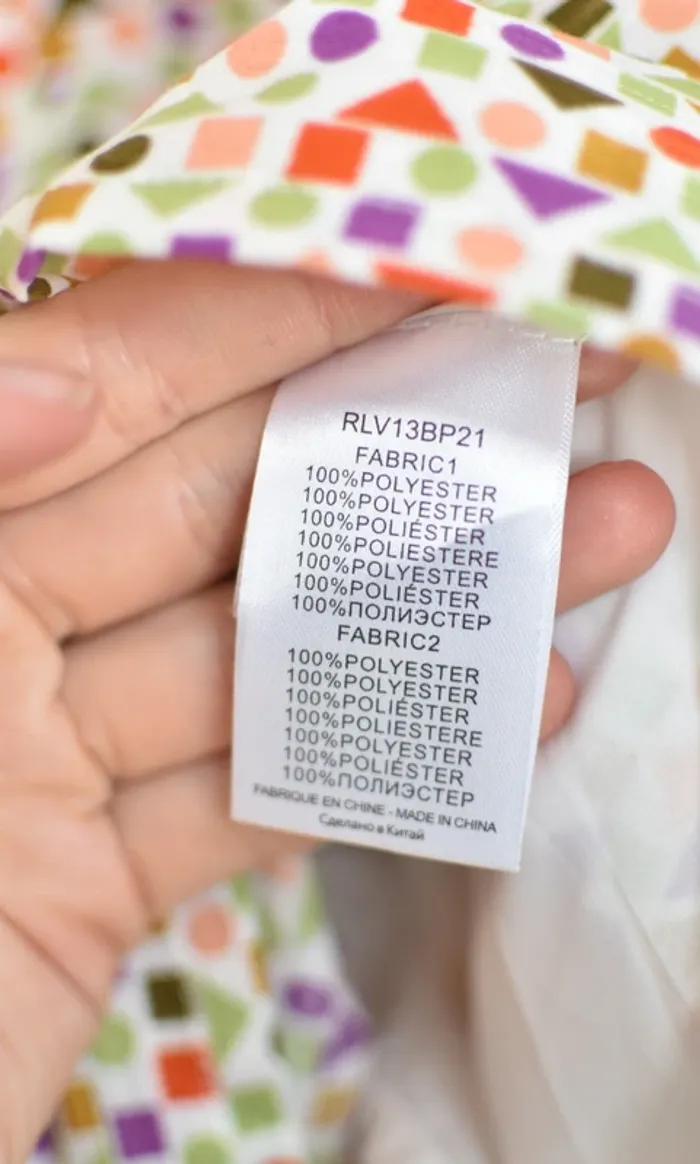 RLV13BP21
FABRIC1
100%POLYESTER
100%POLYESTER
100%POLIÉSTER
100%POLIESTERE
100%POLYESTER
100%POLIÉSTER
100%ПОЛИЭСТЕР
FABRIC2
100%POLYESTER
100%POLYESTER
100%POLIÉSTER
100%POLIESTERE
100%POLYESTER
100%POLIÉSTER
100%ПОЛИЭСТЕР
FABRIQUE EN CHINE - MADE IN CHINA
Сделано в Китай